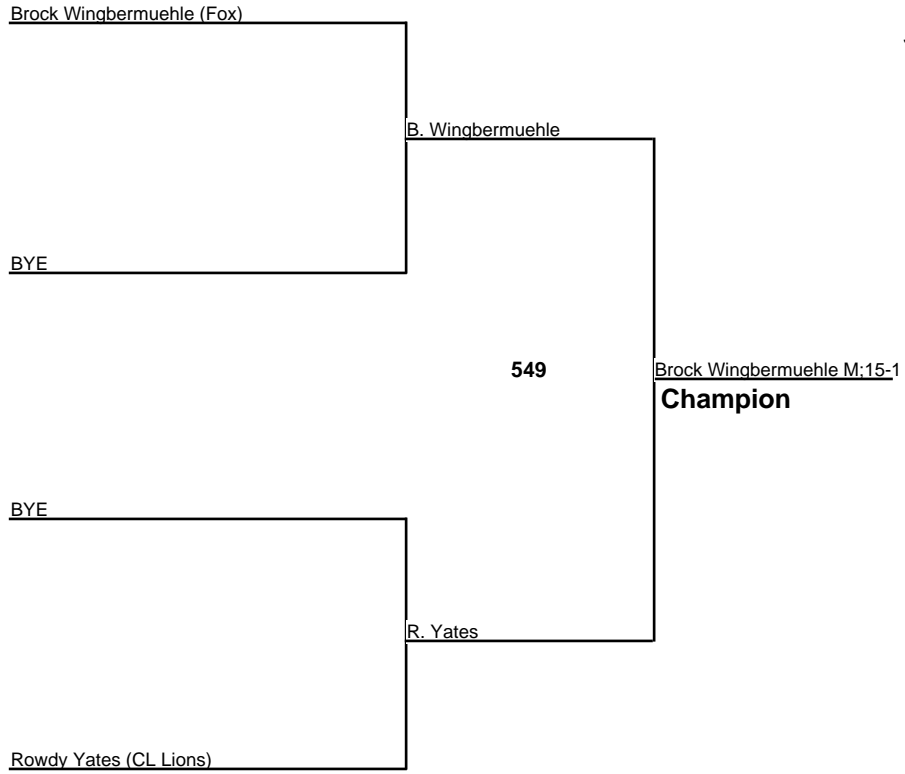 Brock Wingbermuehle (Fox)
B. Wingbermuehle
BYE
549
Brock Wingbermuehle M;15-1
Champion
BYE
R. Yates
Rowdy Yates (CL Lions)